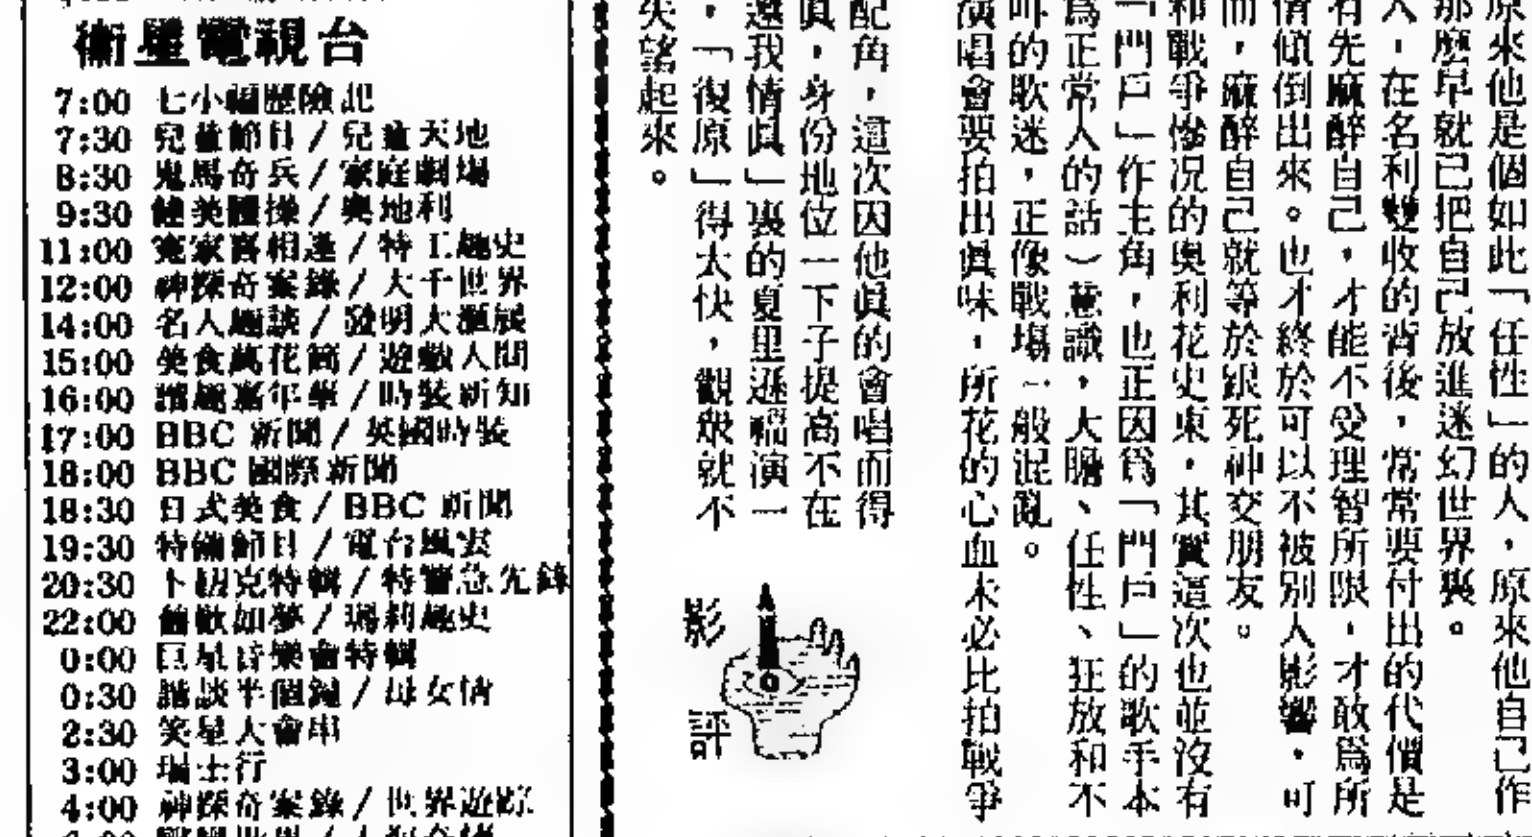 衞星電視台
7:00 七小福歷險記
7:30 兒童節目/兒童天地
8:30 鬼馬奇兵/家庭劇場
9:30 健美體操/奧地利
11:00 寃家喜相逢/特工趣史
12:00 神探奇案錄/大千世界
14:00 名人趣談/發明大
15:00 美食萬花筒/遊戲人間
16:00 諧趣嘉年華/時裝新知
17:00 BBC 新聞/英國時裝
18:00 BBC 國際新聞
18:30 日式美食/BBC 新聞
19:30 特備節目/電台風雲
20:30 卜 克特輯/特警急先鋒
22:00 舊歡如夢/瑪莉趣史
0:00 巨星音樂會特輯
0:30 諧談半個鐘/母女情
2:30 笑星大會串
3:00 瑞士行
4:00 神探奇案錄/世界遊踪
原來他是個如此「任性」的人,原來他自己作
那麼早就已把自己放進迷幻世界裏。
人,在名利雙收的背後,常常要付出的代價是
有先麻醉自己,才能不受理智所限,才敢爲所
情傾倒出來。也才終於可以不被别人影響,可
而,麻醉自己就等於跟死神交朋友。
和戰爭慘况的奧利花史東,其實這次也並沒有
「門戶」作主角,也正因爲「門戶」的歌手本
爲正常人的話)意識,大膽、任性、狂放和不
咋的歌迷,正像戰場一般混亂。
演唱會要拍出眞味,所花的心血未必比拍戰爭
配角,這次因他眞的會唱而得
眞,身份地位一下子提高不在
還我情眞」裏的夏里遜福演一
,「復原」得太快,觀衆就不
失望起來。
影評